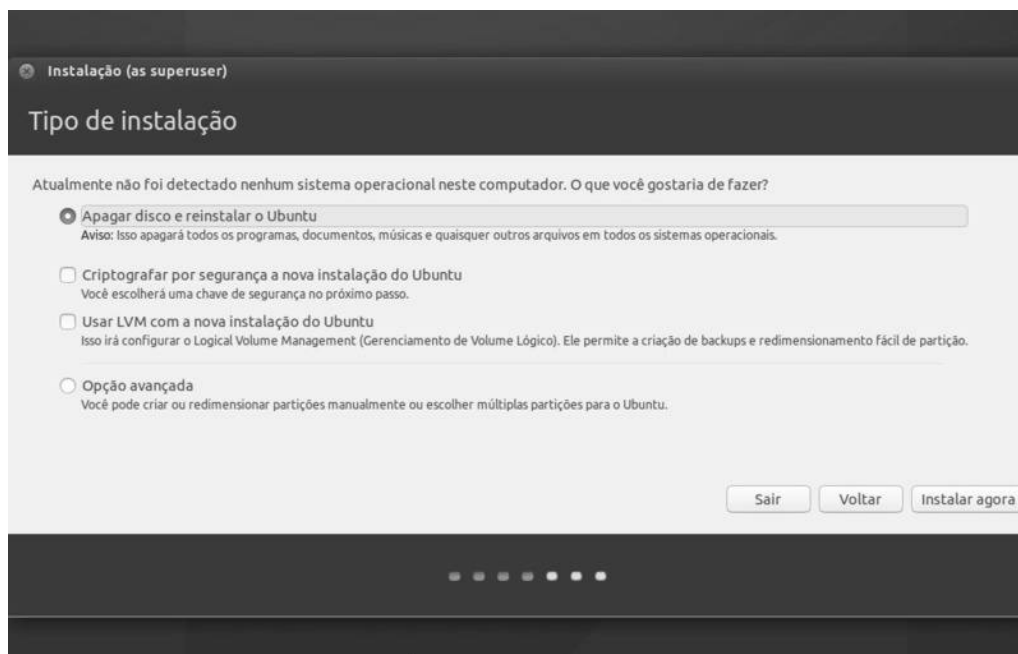 Instalação (as superuser)
Tipo de instalação
Atualmente não foi detectado nenhum sistema operacional neste computador. O que você gostaria de fazer?
Apagar disco e reinstalar o Ubuntu
Aviso: Isso apagará todos os programas, documentos, músicas e quaisquer outros arquivos em todos os sistemas operacionais.
Criptografar por segurança a nova instalação do Ubuntu
Você escolherá uma chave de segurança no próximo passo.
Usar LVM com a nova instalação do Ubuntu
Isso irá configurar o Logical Volume Management (Gerenciamento de Volume Lógico). Ele permite a criação de backups e redimensionamento fácil de partição.
Opção avançada
Você pode criar ou redimensionar partições manualmente ou escolher múltiplas partições para o Ubuntu.
Sair Voltar Instalar agora